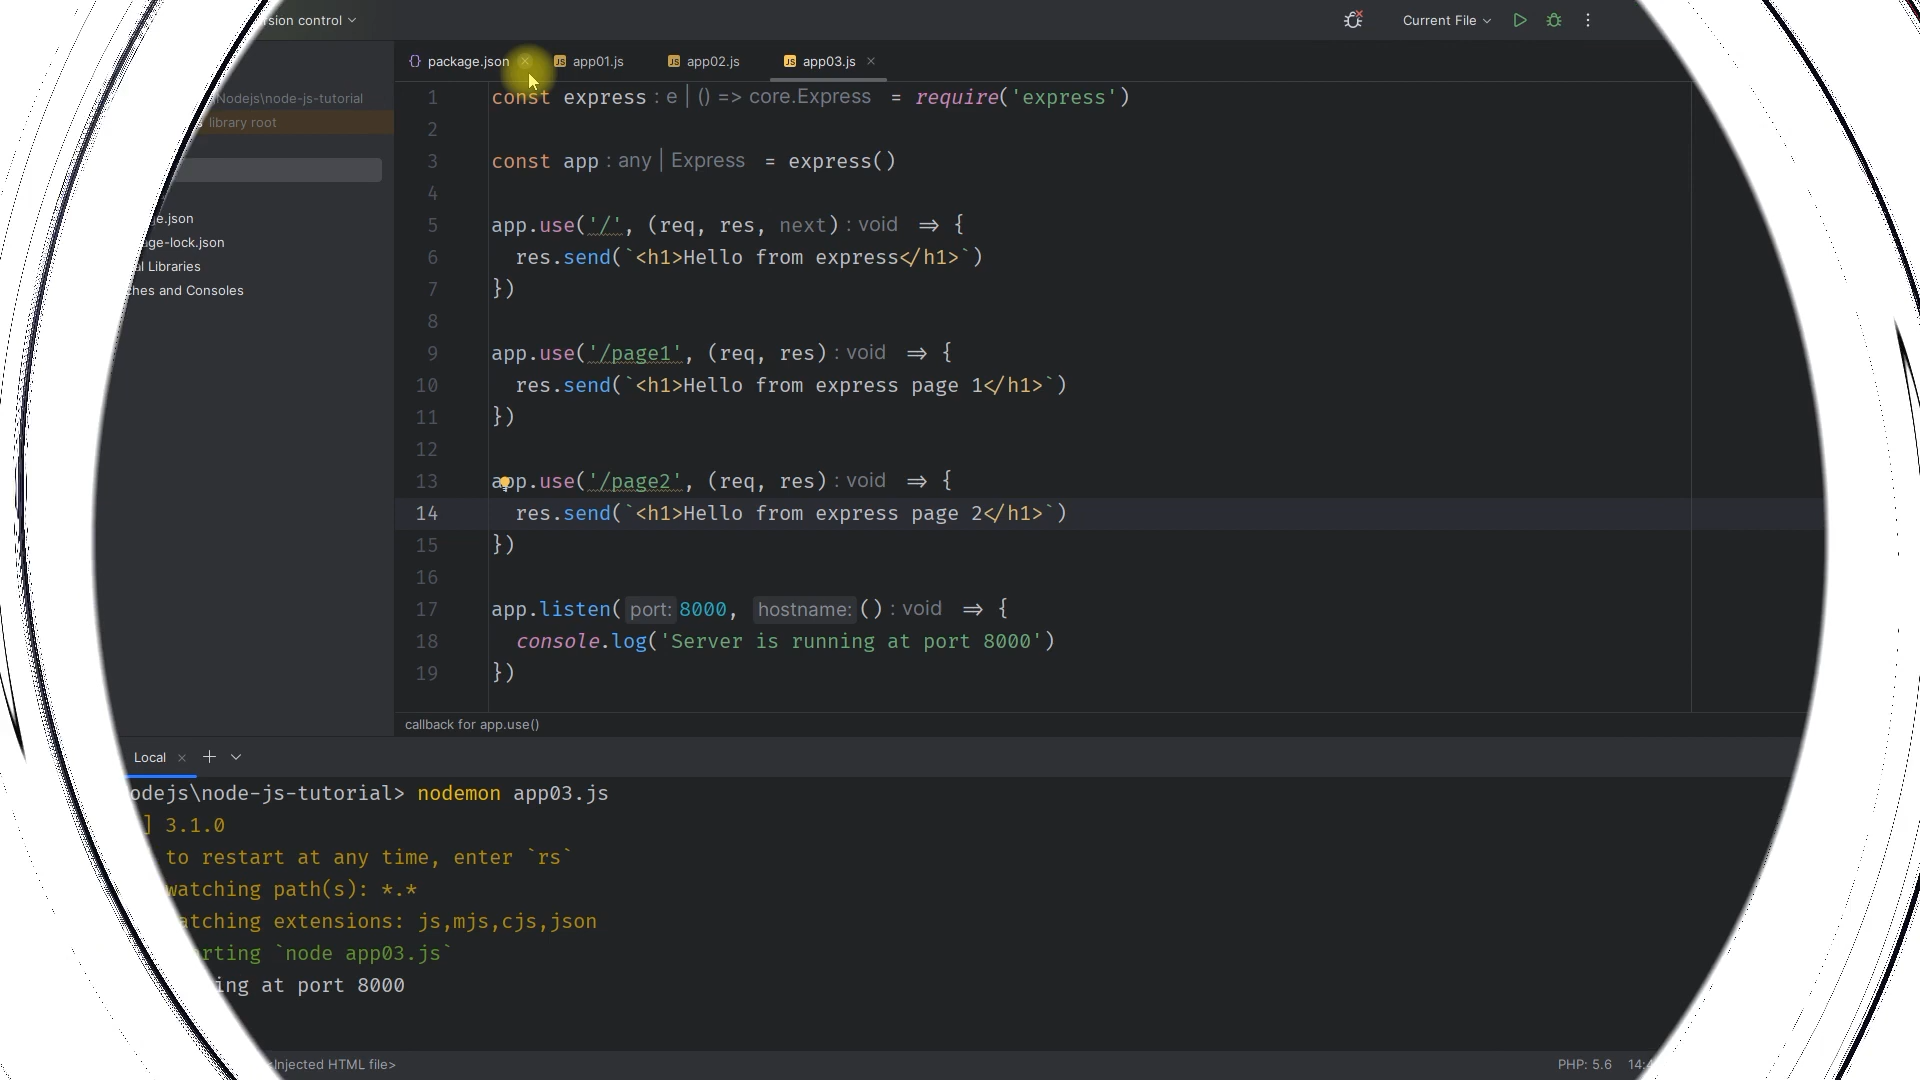 rsion control
Current File
package.json
app01.js
app02.js
app03.js
Nodejs\node-js-tutorial
library root
e.json
age-lock.json
al Libraries
ches and Consoles
1 const express : e | () => core.Express = require('express')
2
3 const app : any | Express = express()
4
5 app.use('/', (req, res, next) : void => {
6 res.send(`<h1>Hello from express</h1>`)
7 })
8
9 app.use('/page1', (req, res) : void => {
10 res.send(`<h1>Hello from express page 1</h1>`)
11 })
12
13 app.use('/page2', (req, res) : void => {
14 res.send(`<h1>Hello from express page 2</h1>`)
15 })
16
17 app.listen( port: 8000, hostname: () : void => {
18 console.log('Server is running at port 8000')
19 })
callback for app.use()
Local
odejs\node-js-tutorial> nodemon app03.js
] 3.1.0
to restart at any time, enter `rs`
watching path(s): *.*
atching extensions: js,mjs,cjs,json
rting `node app03.js`
ing at port 8000
Injected HTML file>
PHP: 5.6
14:4